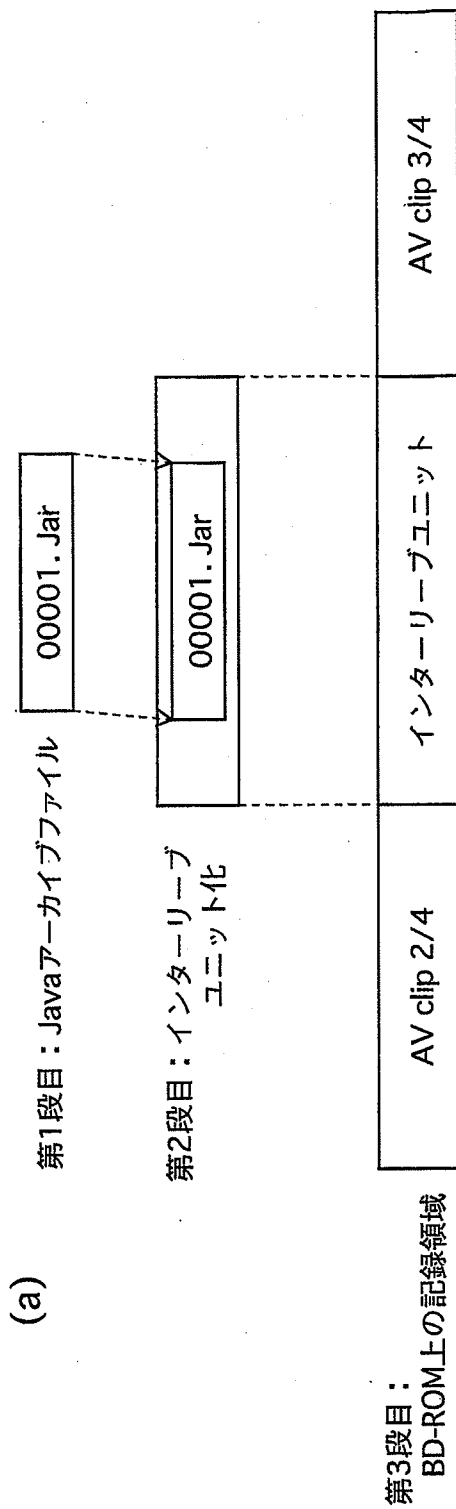 (a)
第1段目：Javaアーカイブファイル
00001. Jar
第2段目：インターリーブ
ユニット化
00001. Jar
第3段目：
BD-ROM上の記録領域
AV clip 2/4
インターリーブユニット
AV clip 3/4